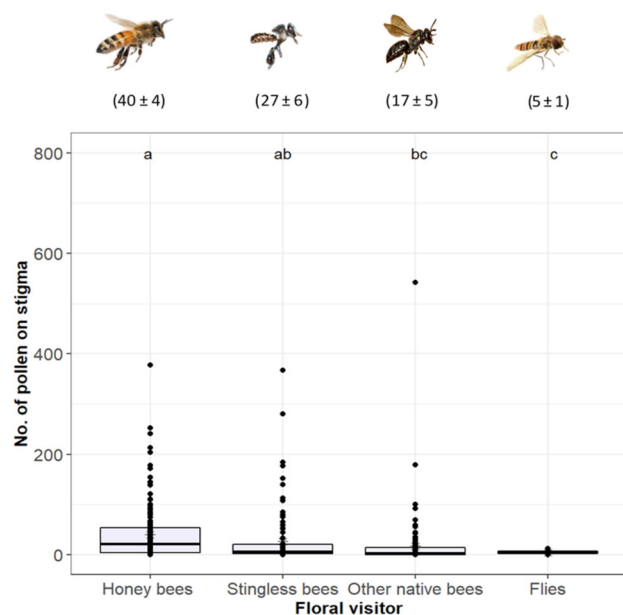 (40 ± 4) (27 ± 6) (17 ± 5) (5 ± 1)
a ab bc c
800
600
400
200
0
No. of pollen on stigma
Honey bees Stingless bees Other native bees Flies
Floral visitor